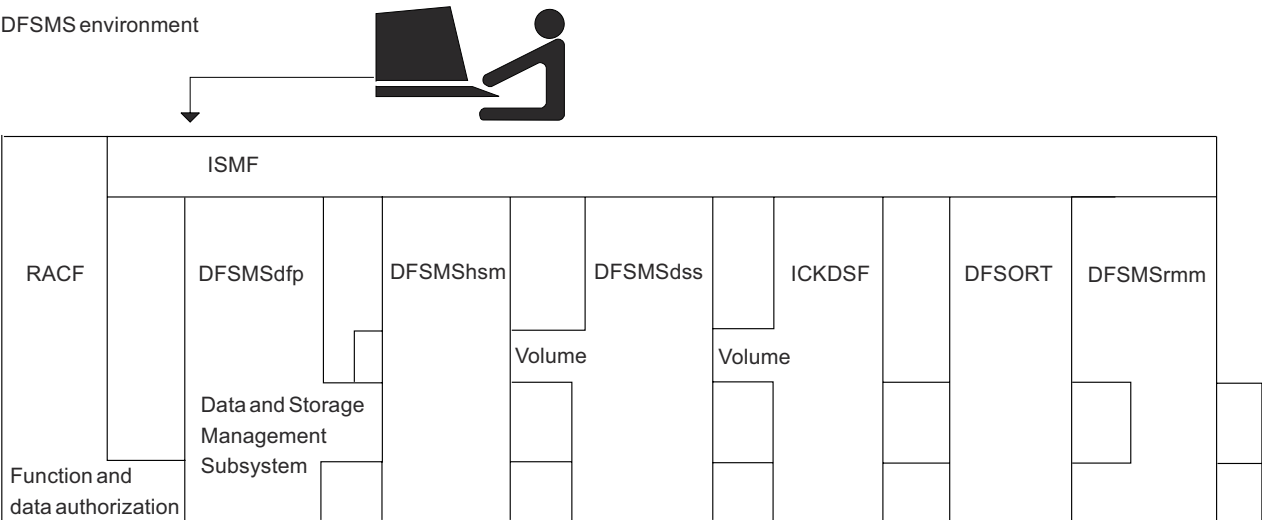 DFSMS environment
ISMF
RACF
DFSMSdfp
DFSMShsm
DFSMSdss
ICKDSF
DFSORT
DFSMSrmm
Volume
Volume
Data and Storage
Management
Subsystem
Function and
data authorization